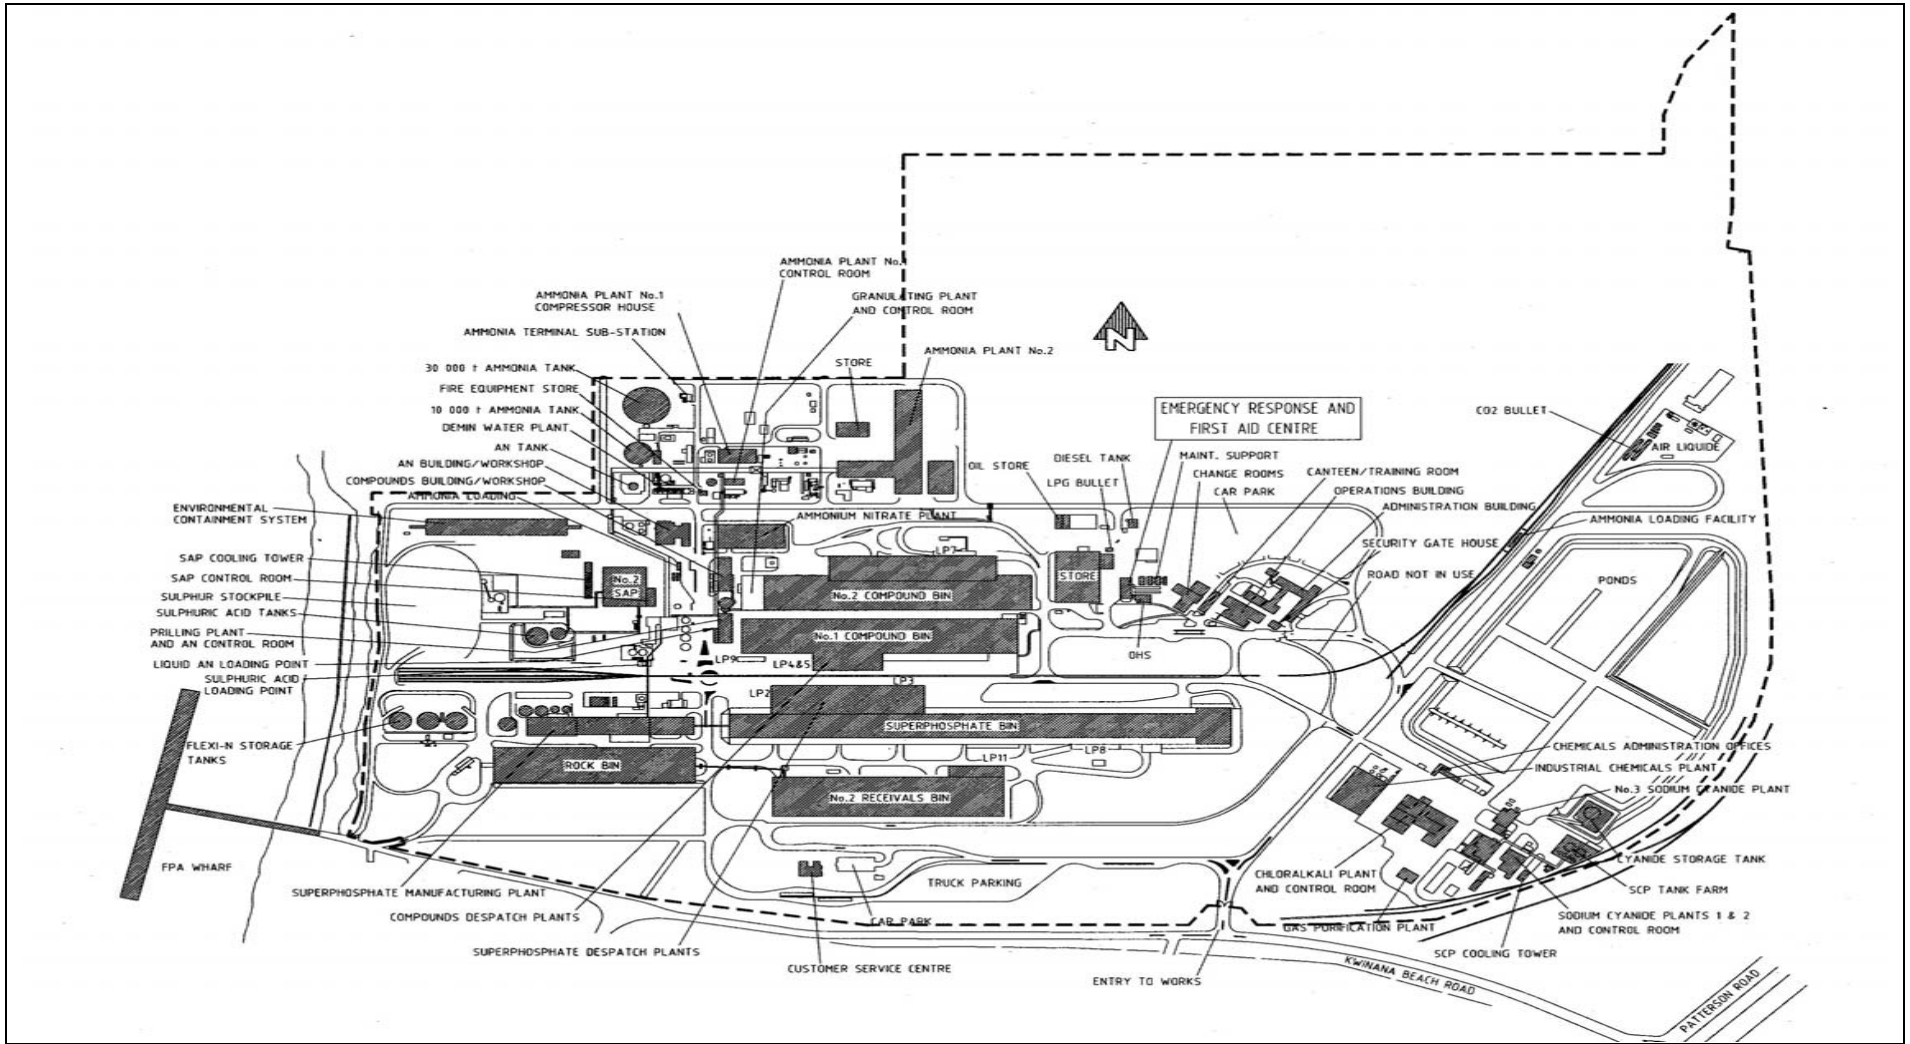 AMMONIA PLANT No.
CONTROL ROOM
AMMONIA PLANT No.1
COMPRESSOR HOUSE
GRANULATING PLANT
AND CONTROL ROOM
AMMONIA TERMINAL SUB-STATION
30 000 t AMMONIA TANK
STORE
AMMONIA PLANT No.2
N
FIRE EQUIPMENT STORE
10 000 t AMMONIA TANK
DEMIN WATER PLANT
AN TANK
AN BUILDING/WORKSHOP
COMPOUNDS BUILDING/WORKSHOP
AMMONIA LOADING
ENVIRONMENTAL
CONTAINMENT SYSTEM
SAP COOLING TOWER
SAP CONTROL ROOM
SULPHUR STOCKPILE
SULPHURIC ACID TANKS
PRILLING PLANT
AND AN CONTROL ROOM
LIQUID AN LOADING POINT
SULPHURIC ACID
LOADING POINT
FLEXI-N STORAGE
TANKS
FPA WHARF
No.2
SAP
AMMONIUM NITRATE PLANT
LP7
No.2 COMPOUND BIN
No.1 COMPOUND BIN
LP9
LP4&5
LP3
LP2
SUPERPHOSPHATE BIN
ROCK BIN
LP11
LP8
No.2 RECEIVALS BIN
EMERGENCY RESPONSE AND
FIRST AID CENTRE
OIL STORE
DIESEL TANK
LPG BULLET
MAINT. SUPPORT
CHANGE ROOMS
CAR PARK
CANTEEN/TRAINING ROOM
OPERATIONS BUILDING
ADMINISTRATION BUILDING
SECURITY GATE HOUSE
ROAD NOT IN USE
STORE
OHS
CO2 BULLET
AIR LIQUIDE
AMMONIA LOADING FACILITY
PONDS
CHEMICALS ADMINISTRATION OFFICES
INDUSTRIAL CHEMICALS PLANT
No.3 SODIUM CYANIDE PLANT
CYANIDE STORAGE TANK
SCP TANK FARM
SODIUM CYANIDE PLANTS 1 & 2
AND CONTROL ROOM
SCP COOLING TOWER
CHLORALKALI PLANT
AND CONTROL ROOM
GAS PURIFICATION PLANT
TRUCK PARKING
CAR PARK
SUPERPHOSPHATE MANUFACTURING PLANT
COMPOUNDS DESPATCH PLANTS
SUPERPHOSPHATE DESPATCH PLANTS
CUSTOMER SERVICE CENTRE
ENTRY TO WORKS
KWINANA BEACH ROAD
PATTERSON ROAD